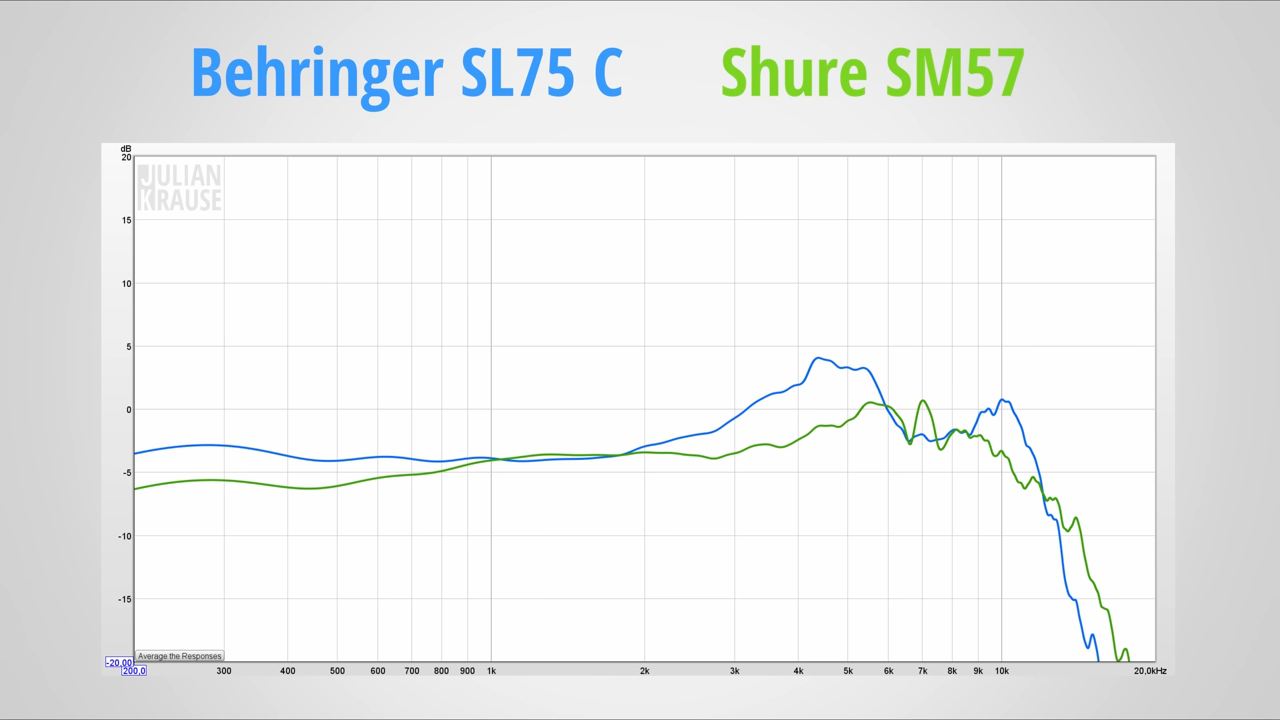 Behringer SL75 C Shure SM57
dB
20
JULIAN
KRAUSE
15
10
5
0
-5
-10
-15
Average the Responses
-20,00
200,0 300 400 500 600 700 800 900 1k 2k 3k 4k 5k 6k 7k 8k 9k 10k 20,0kHz